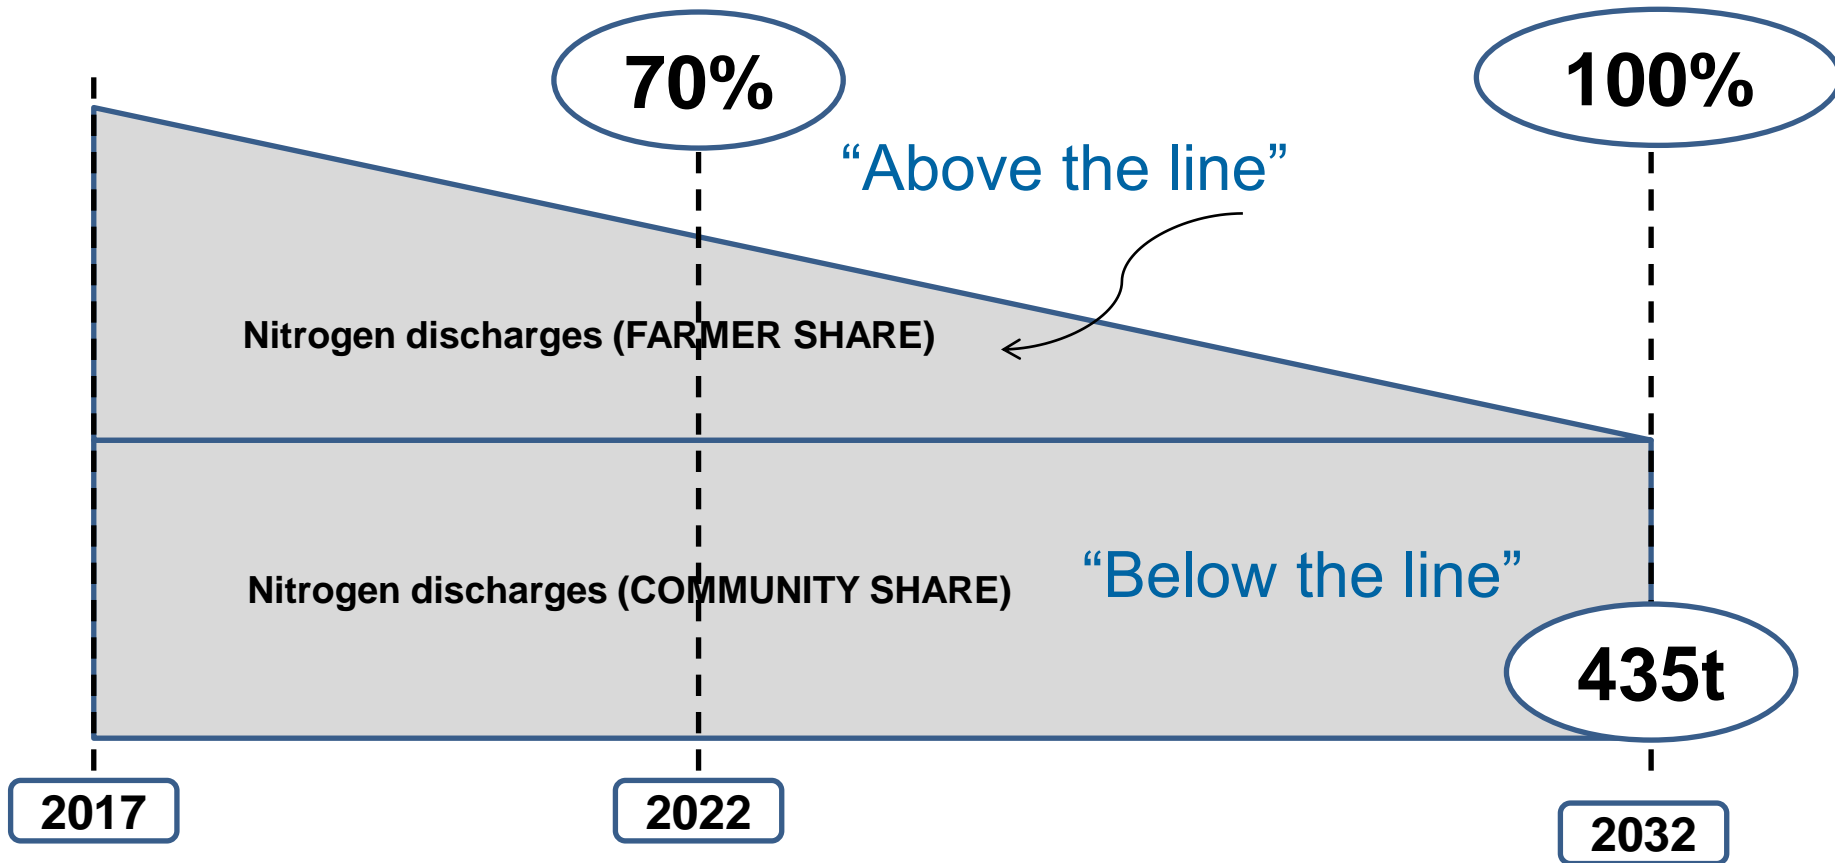 70%
100%
“Above the line”
Nitrogen discharges (FARMER SHARE)
“Below the line”
Nitrogen discharges (COMMUNITY SHARE)
435t
2017
2022
2032